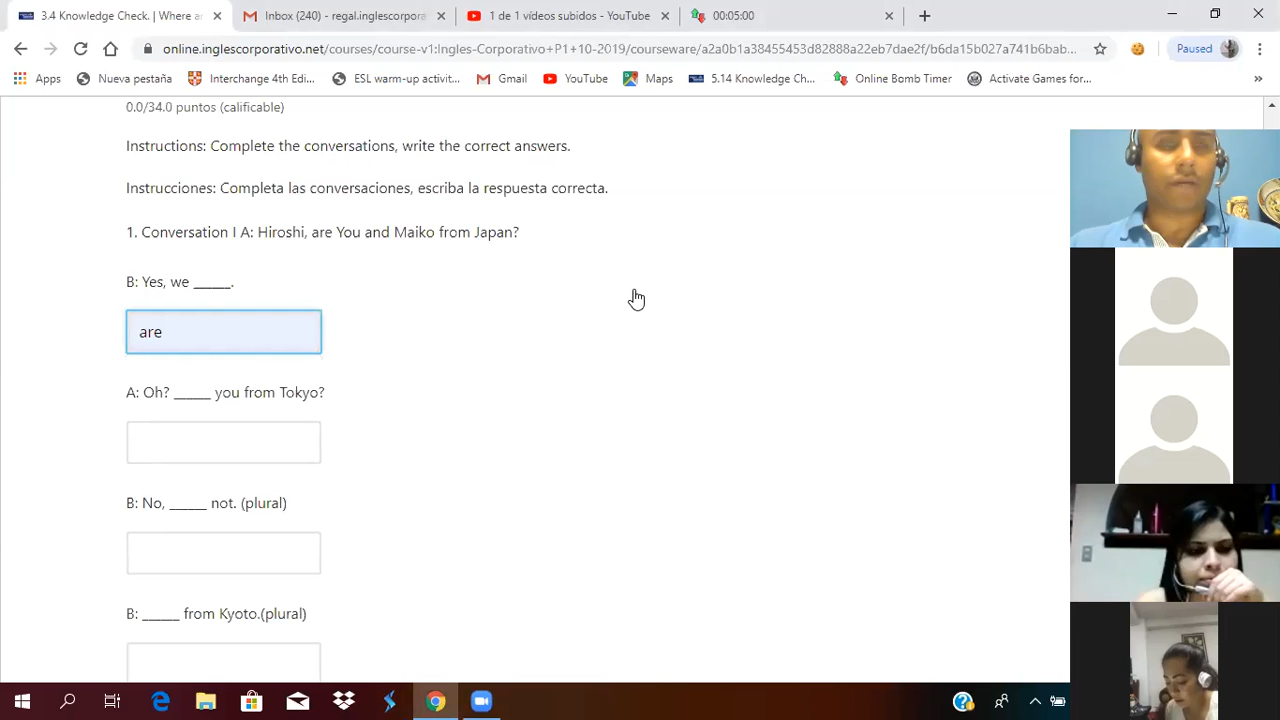 3.4 Knowledge Check. | Where a
Inbox (240) - regal.inglescorpora
1 de 1 vídeos subidos - YouTube
00:05:00
online.inglescorporativo.net/courses/course-v1:Ingles-Corporativo+P1+10-2019/courseware/a2a0b1a38455453d82888a22eb7dae2f/b6da15b027a741b6bab...
Paused
Apps
Nueva pestaña
Interchange 4th Edi...
ESL warm-up activit...
Gmail
YouTube
Maps
5.14 Knowledge Ch...
Online Bomb Timer
Activate Games for...
0.0/34.0 puntos (calificable)
Instructions: Complete the conversations, write the correct answers.
Instrucciones: Completa las conversaciones, escriba la respuesta correcta.
1. Conversation I A: Hiroshi, are You and Maiko from Japan?
B: Yes, we ______.
are
A: Oh? ______ you from Tokyo?
B: No, ______ not. (plural)
B: ______ from Kyoto.(plural)